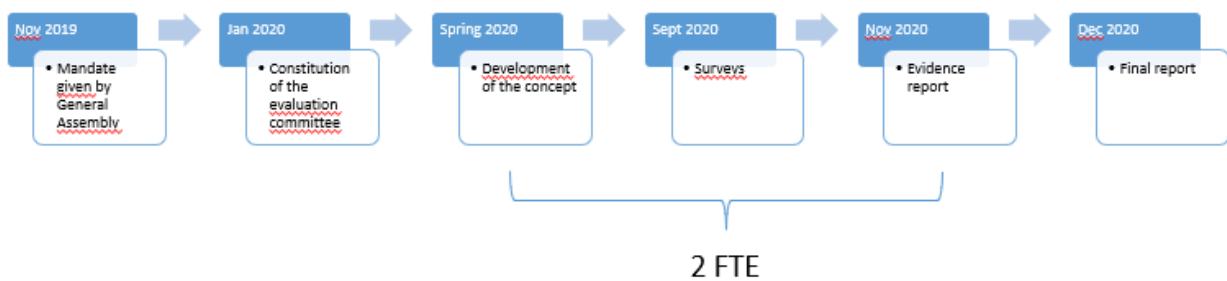 Nov 2019
• Mandate
given by
General
Assembly
Jan 2020
• Constitution
of the
evaluation
committee
Spring 2020
• Development
of the concept
Sept 2020
• Surveys
Nov 2020
• Evidence
report
Dec 2020
• Final report
2 FTE